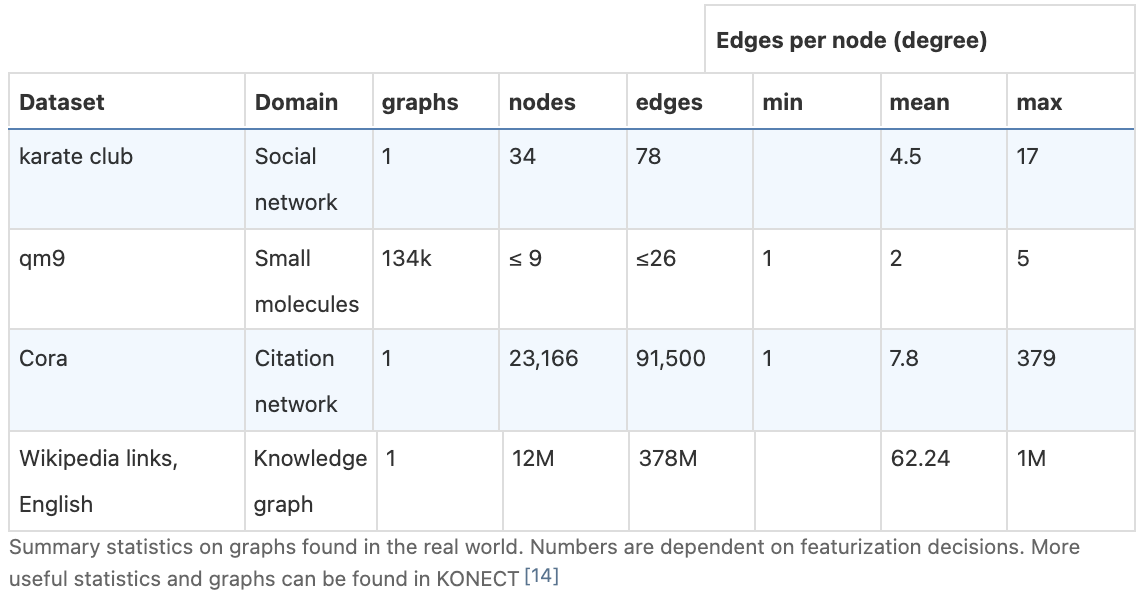 Edges per node (degree)
Dataset Domain graphs nodes edges min mean max
karate club Social 1 34 78 4.5 17
network
qm9 Small 134k ≤ 9 ≤26 1 2 5
molecules
Cora Citation 1 23,166 91,500 1 7.8 379
network
Wikipedia links, Knowledge 1 12M 378M 62.24 1M
English graph
Summary statistics on graphs found in the real world. Numbers are dependent on featurization decisions. More
useful statistics and graphs can be found in KONECT [14]